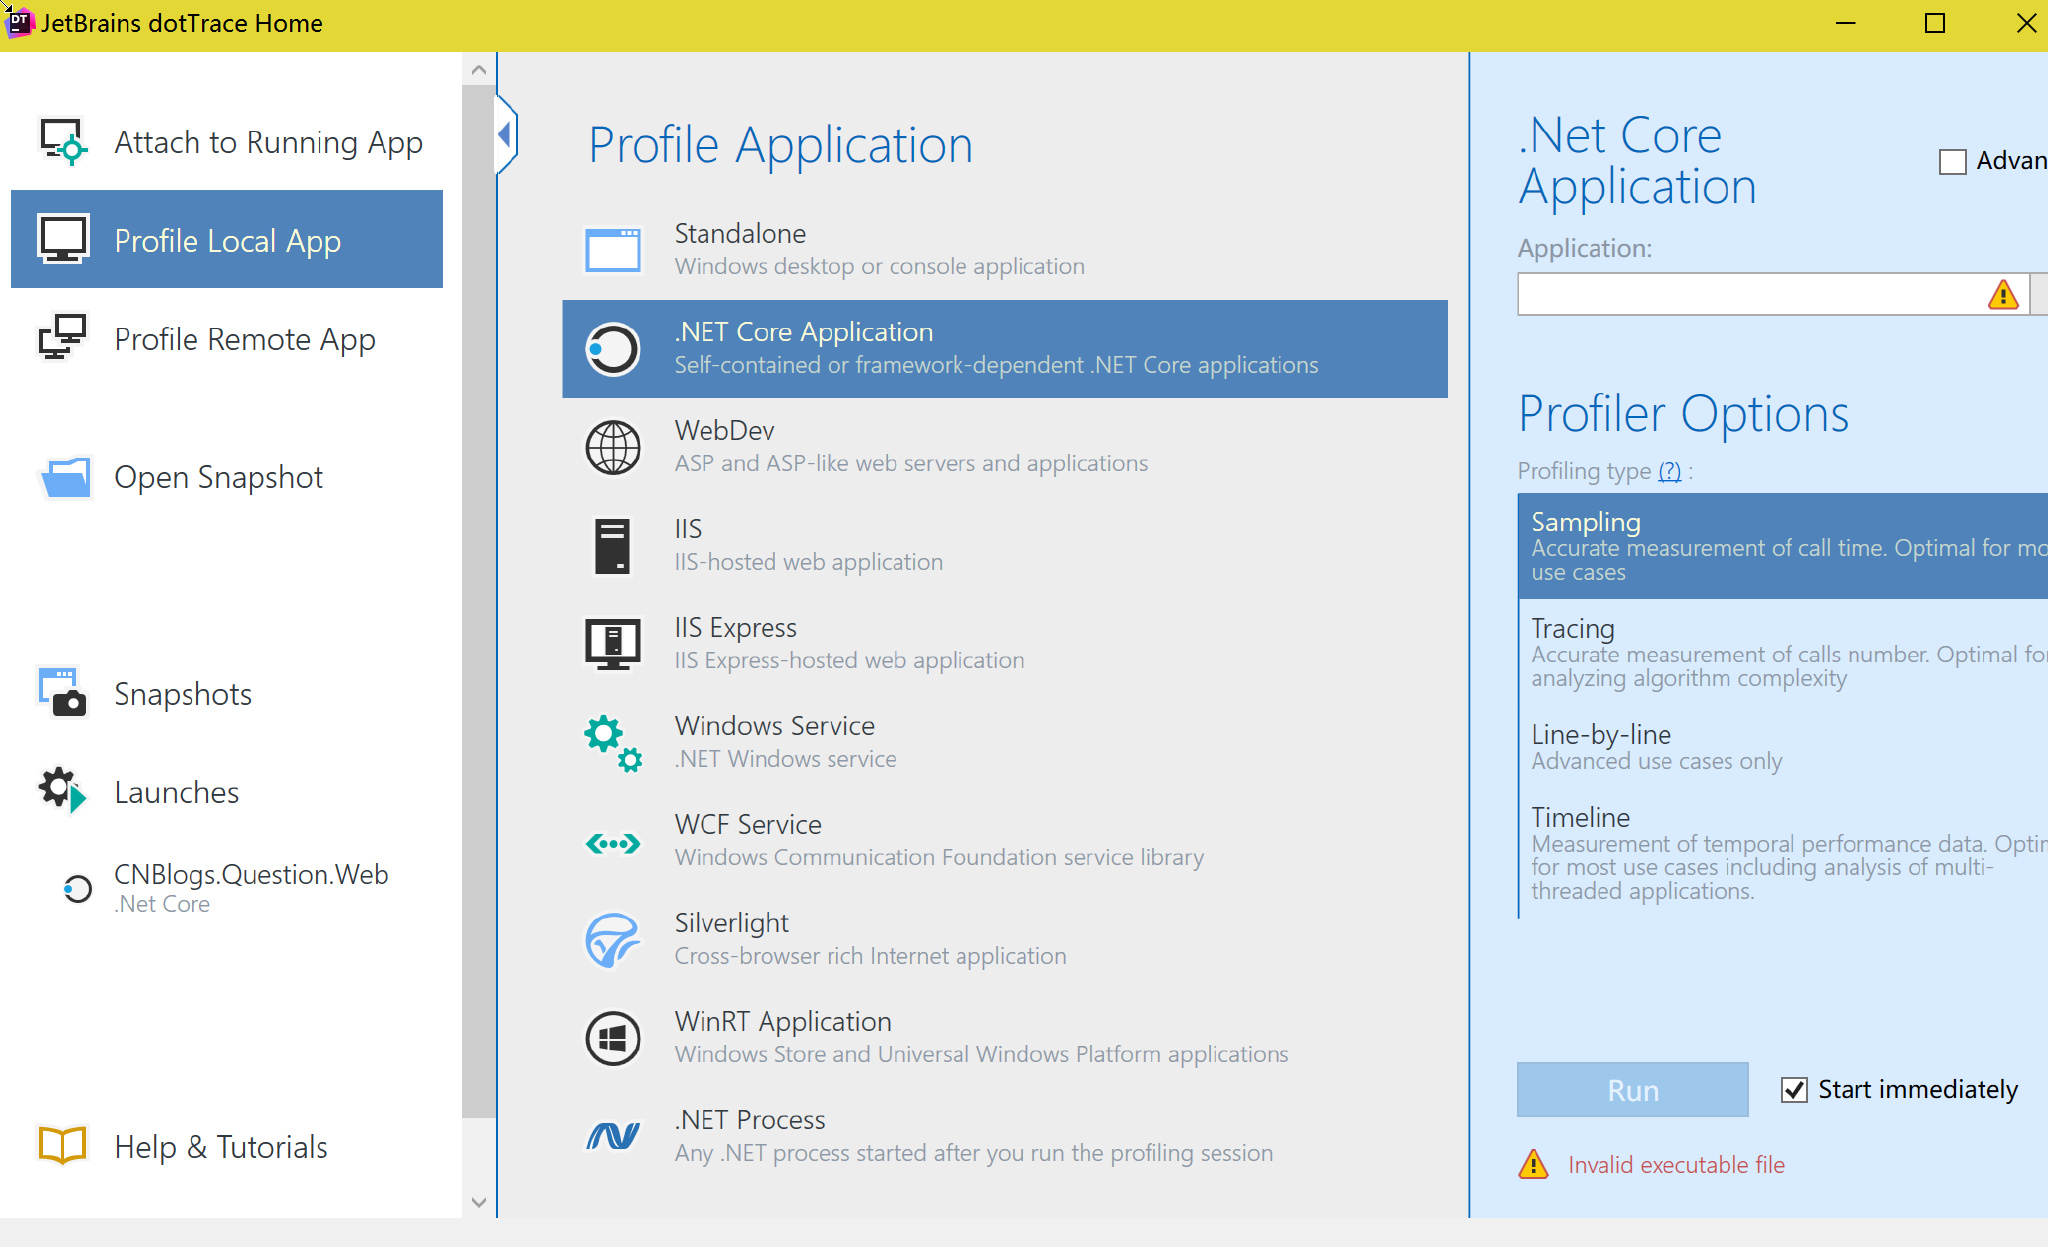 DT
JetBrains dotTrace Home
Attach to Running App
Profile Local App
Profile Remote App
Open Snapshot
Snapshots
Launches
CNBlogs.Question.Web
.Net Core
Help & Tutorials
Profile Application
Standalone
Windows desktop or console application
.NET Core Application
Self-contained or framework-dependent .NET Core applications
WebDev
ASP and ASP-like web servers and applications
IIS
IIS-hosted web application
IIS Express
IIS Express-hosted web application
Windows Service
.NET Windows service
WCF Service
Windows Communication Foundation service library
Silverlight
Cross-browser rich Internet application
WinRT Application
Windows Store and Universal Windows Platform applications
.NET Process
Any .NET process started after you run the profiling session
.Net Core
Application
Advan
Application:
Profiler Options
Profiling type (?) :
Sampling
Accurate measurement of call time. Optimal for mo
use cases
Tracing
Accurate measurement of calls number. Optimal for
analyzing algorithm complexity
Line-by-line
Advanced use cases only
Timeline
Measurement of temporal performance data. Optim
for most use cases including analysis of multi-
threaded applications.
Run
Start immediately
Invalid executable file